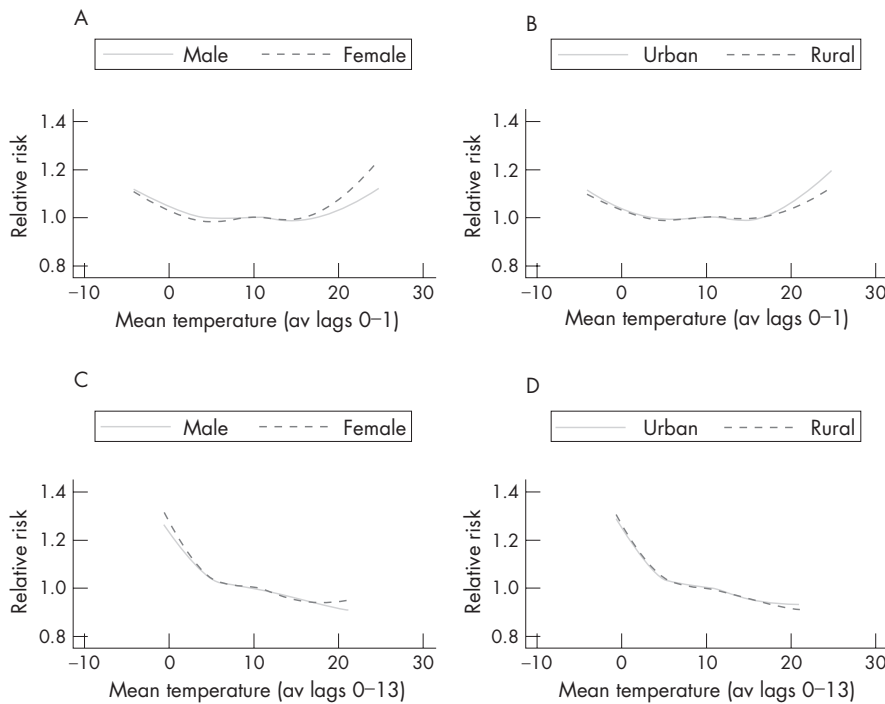 A
Male Female
Relative risk
1.4
1.2
1.0
0.8
–10 0 10 20 30
Mean temperature (av lags 0–1)
B
Urban Rural
Relative risk
1.4
1.2
1.0
0.8
–10 0 10 20 30
Mean temperature (av lags 0–1)
C
Male Female
Relative risk
1.4
1.2
1.0
0.8
–10 0 10 20 30
Mean temperature (av lags 0–13)
D
Urban Rural
Relative risk
1.4
1.2
1.0
0.8
–10 0 10 20 30
Mean temperature (av lags 0–13)